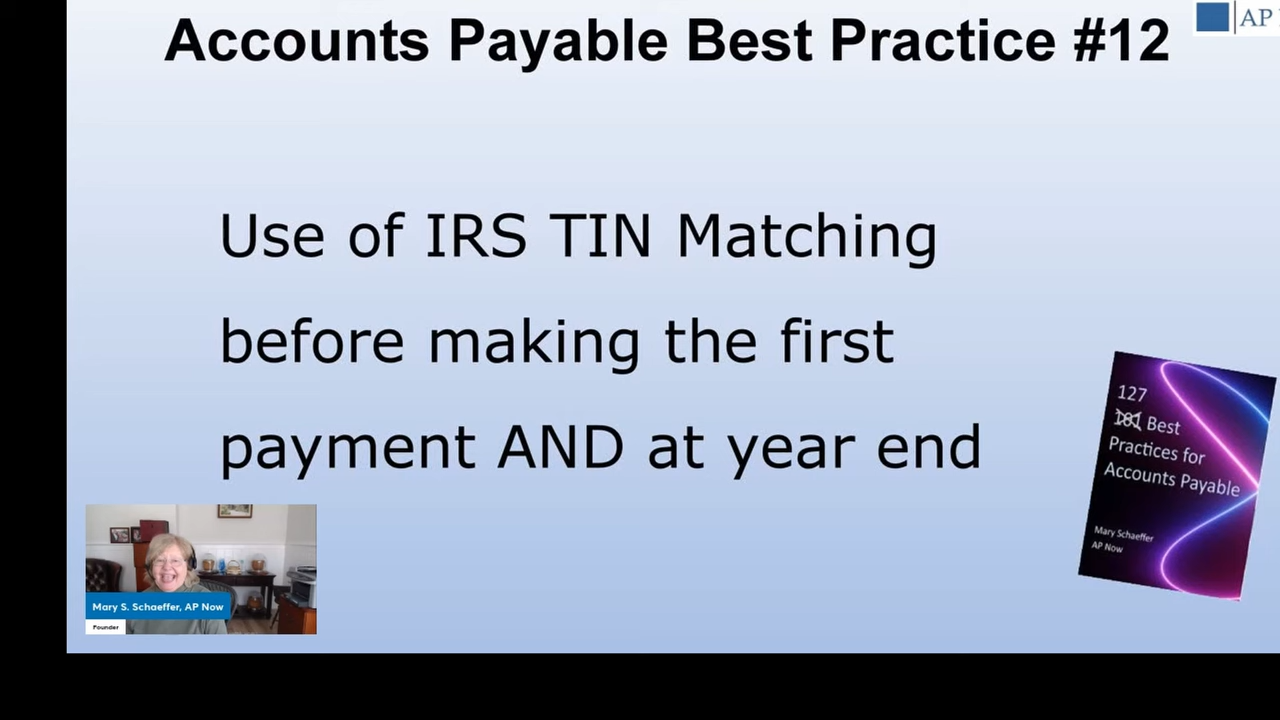 Accounts Payable Best Practice #12
AP
Use of IRS TIN Matching
before making the first
payment AND at year end
127
181 Best
Practices for
Accounts Payable
Mary Schaeffer
AP Now
Mary S. Schaeffer, AP Now
Founder